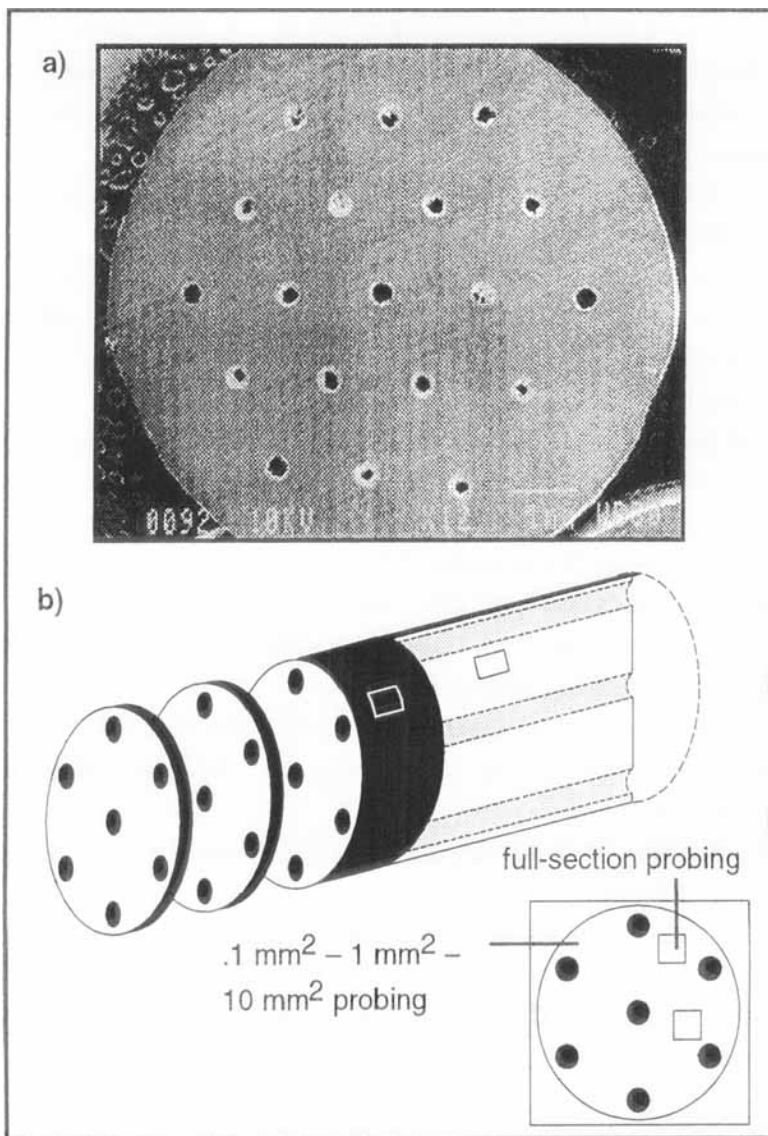 a)
0092 10KV
b)
full-section probing
.1 mm² – 1 mm² –
10 mm² probing